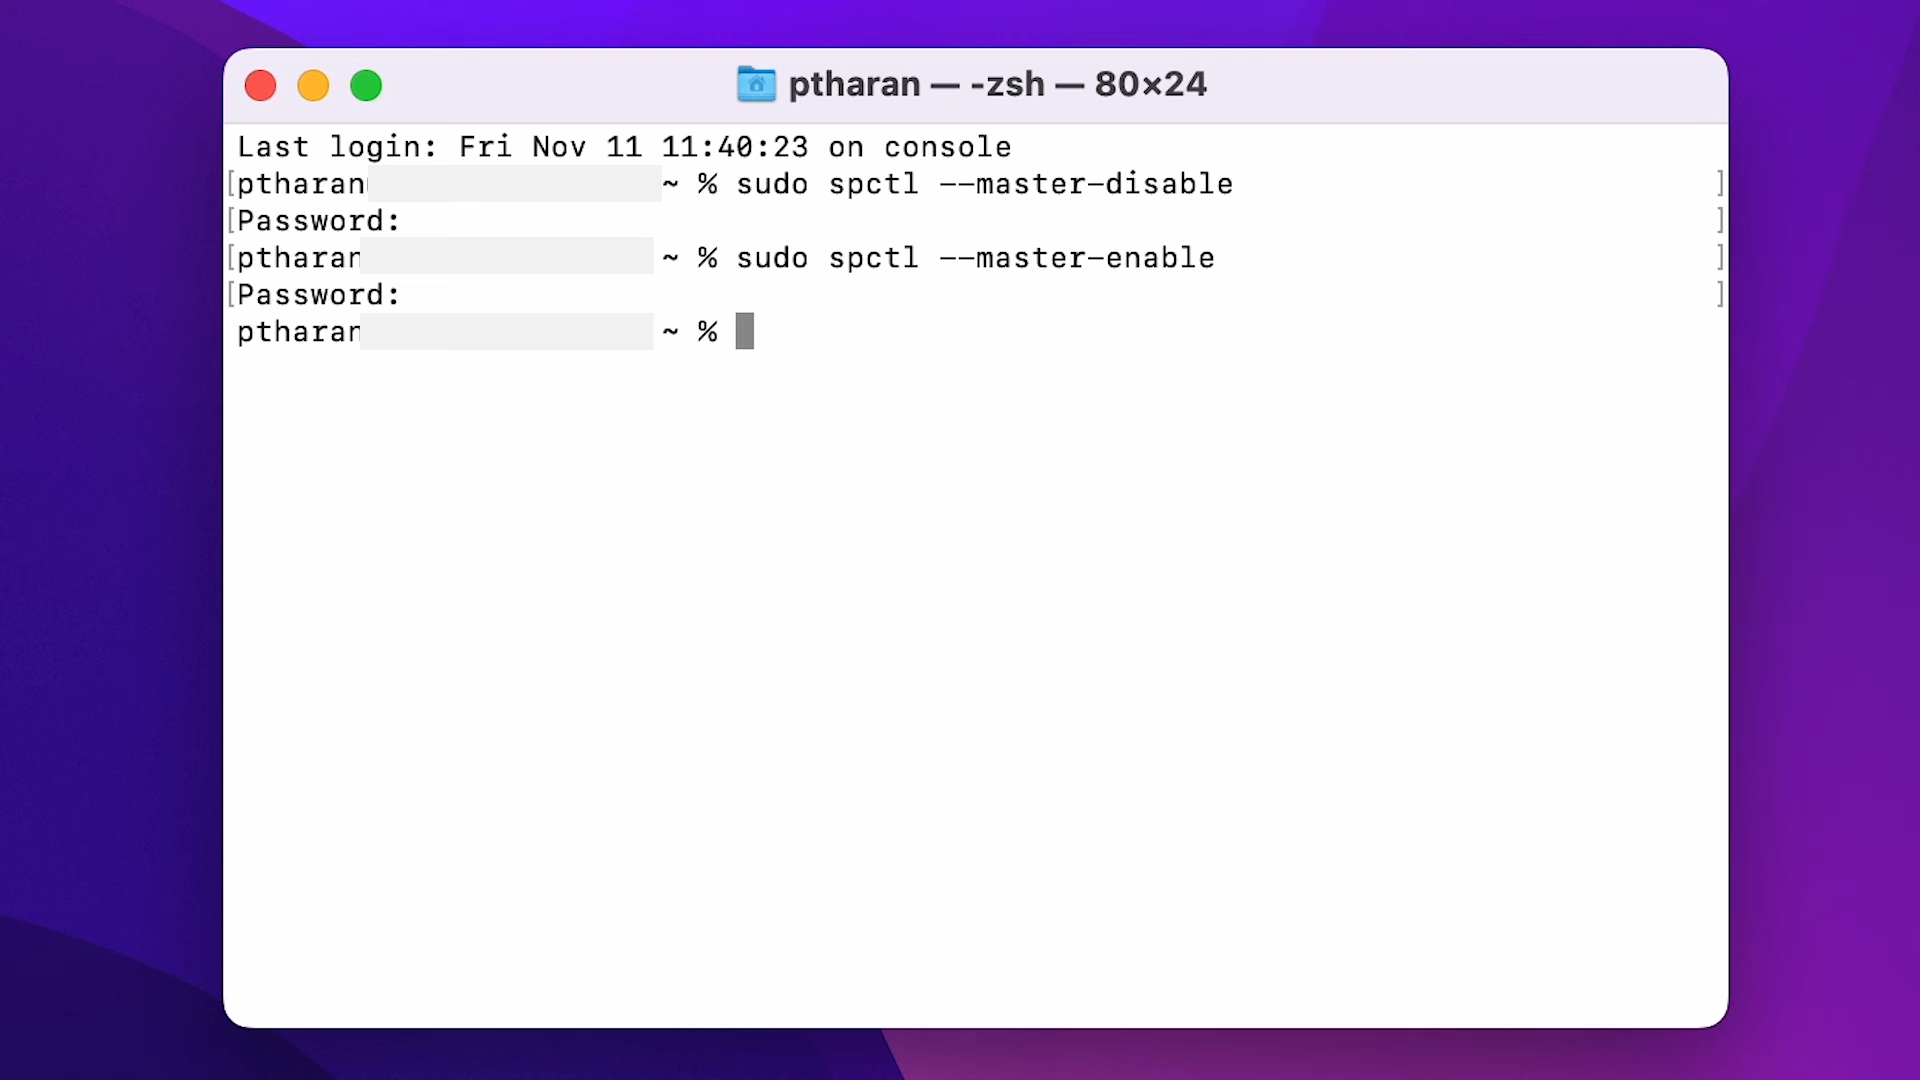 ptharan — -zsh — 80×24
Last login: Fri Nov 11 11:40:23 on console
[ptharan ~ % sudo spctl --master-disable ]
[Password: ]
[ptharan ~ % sudo spctl --master-enable ]
[Password: ]
ptharan ~ %